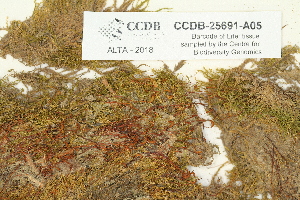 CCDB
ALTA - 2018
CCDB-25691-A05
Barcode of Life: tissue
sampled by the Centre for
Biodiversity Genomics